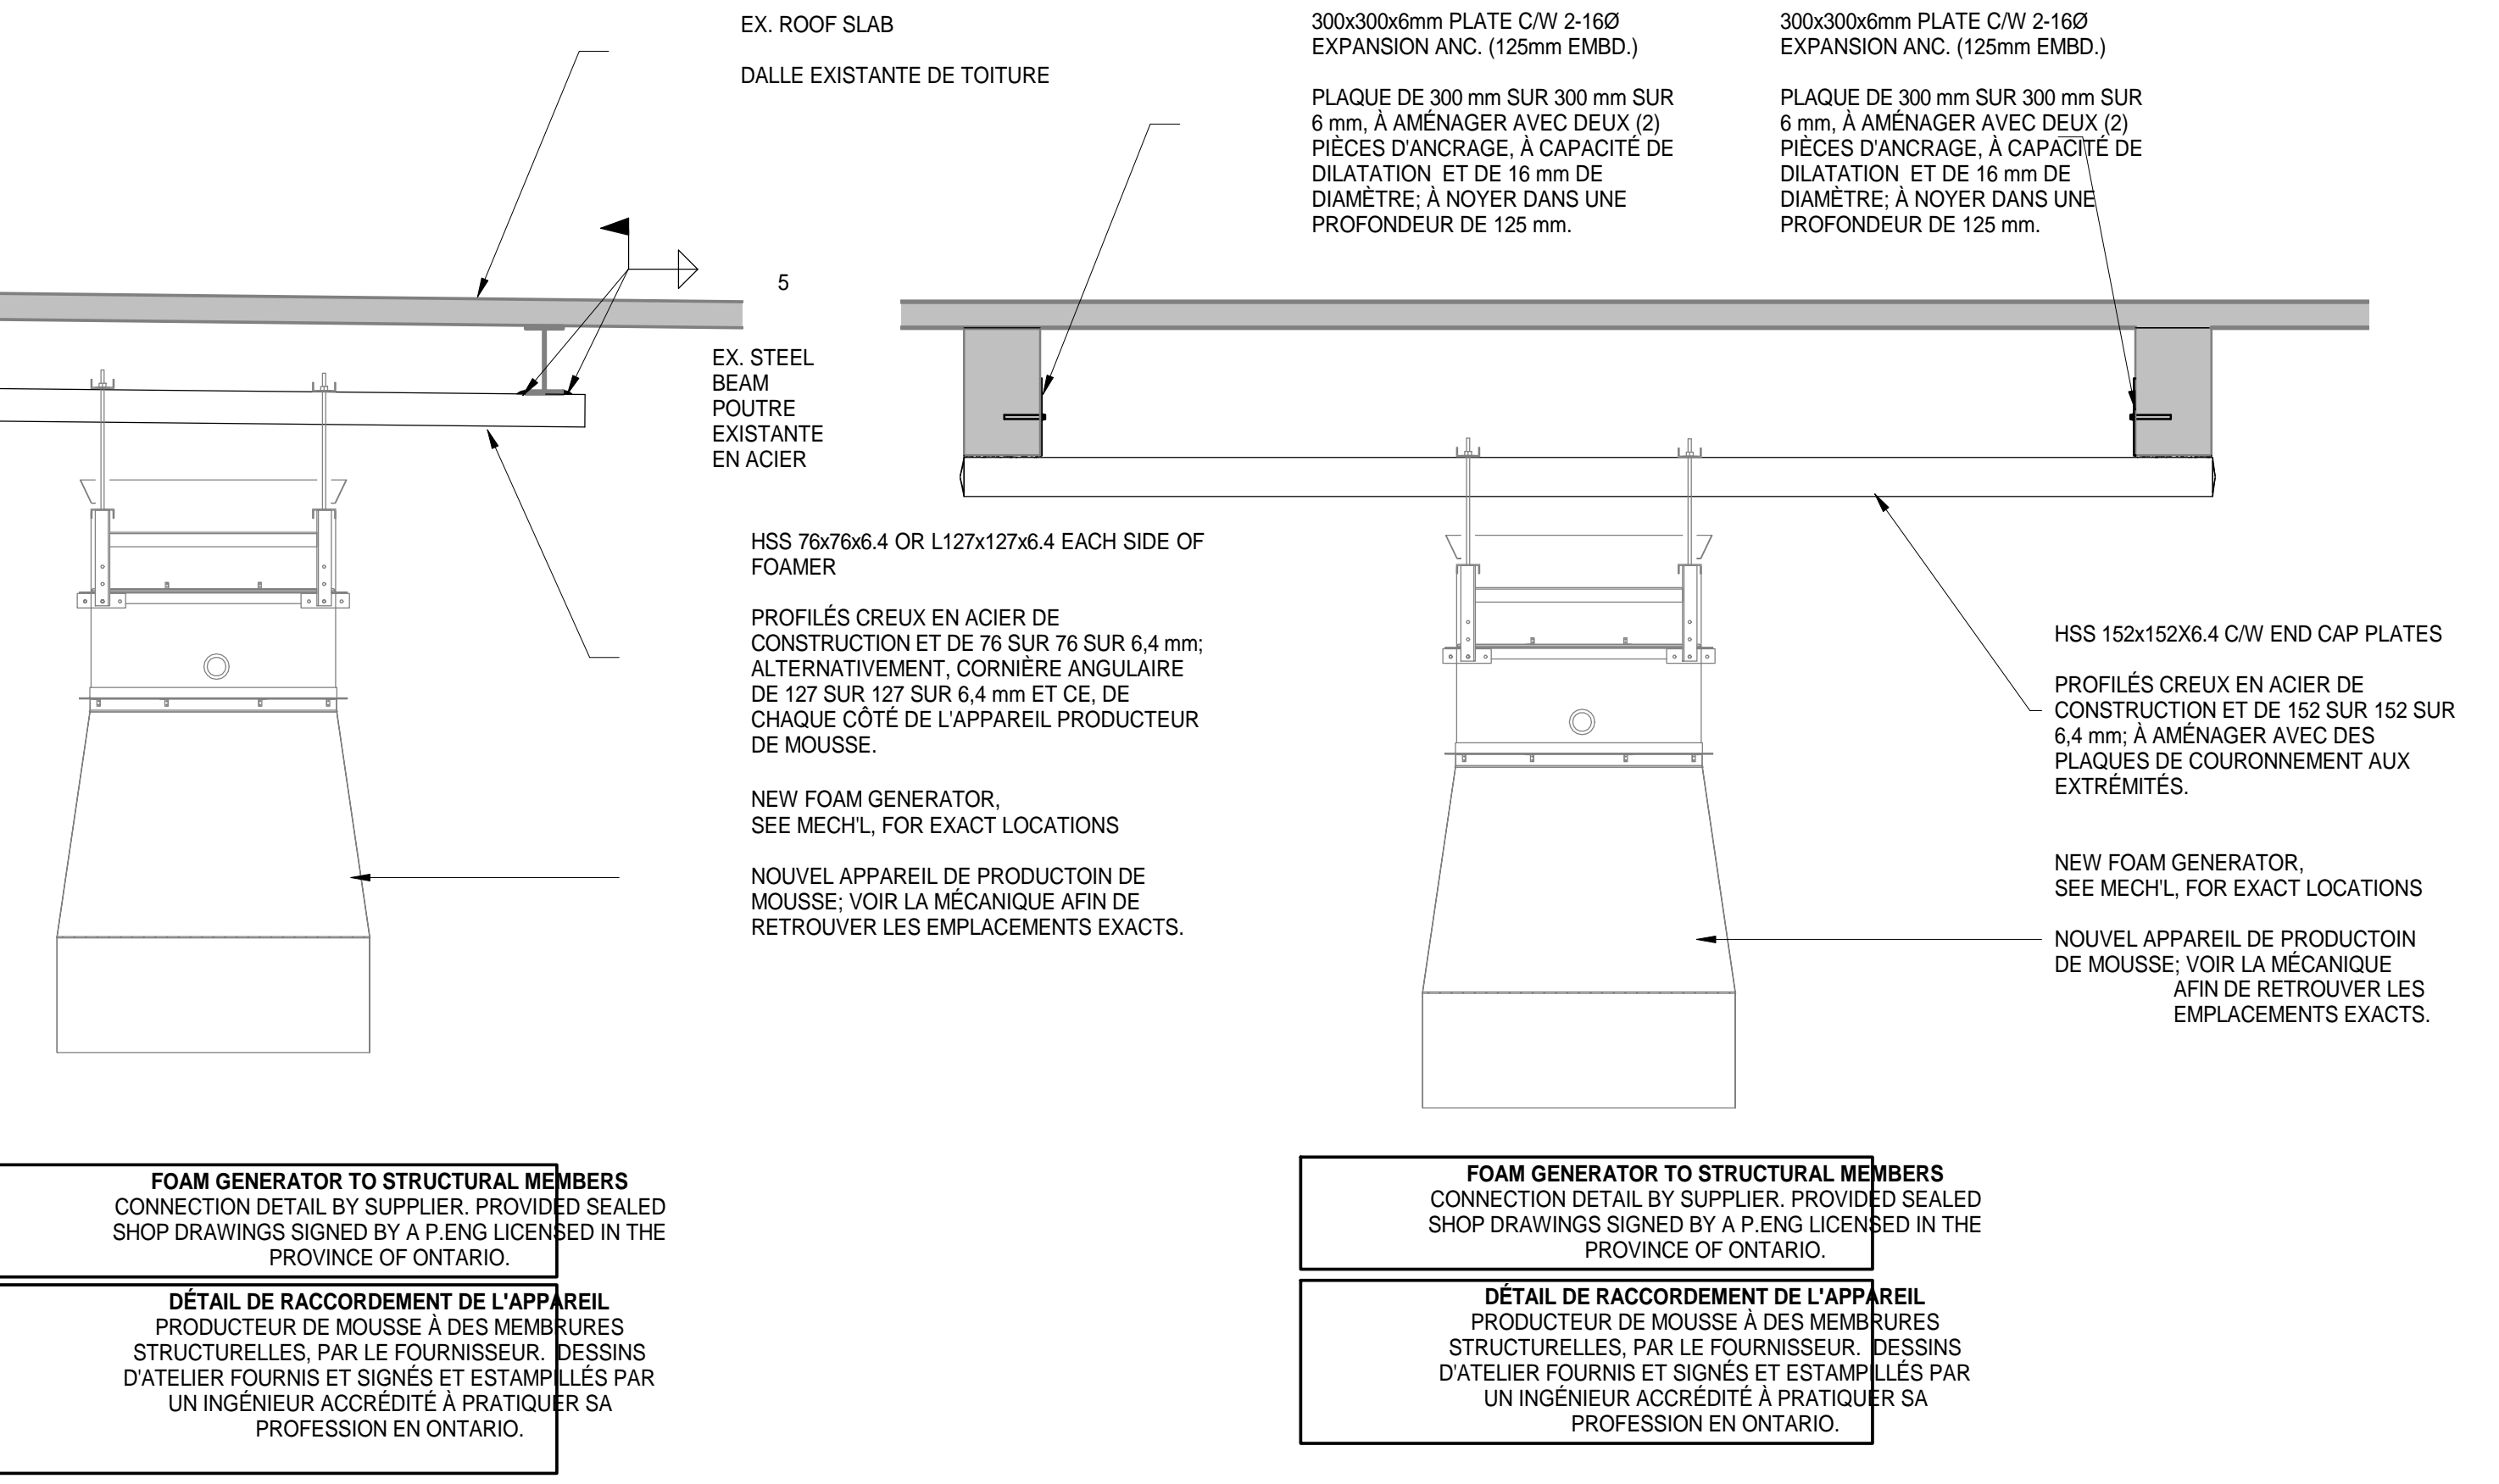 EX. ROOF SLAB
DALLE EXISTANTE DE TOITURE
5
EX. STEEL
BEAM
POUTRE
EXISTANTE
EN ACIER
HSS 76x76x6.4 OR L127x127x6.4 EACH SIDE OF
FOAMER
PROFILÉS CREUX EN ACIER DE
CONSTRUCTION ET DE 76 SUR 76 SUR 6,4 mm;
ALTERNATIVEMENT, CORNIÈRE ANGULAIRE
DE 127 SUR 127 SUR 6,4 mm ET CE, DE
CHAQUE CÔTÉ DE L'APPAREIL PRODUCTEUR
DE MOUSSE.
NEW FOAM GENERATOR,
SEE MECH'L, FOR EXACT LOCATIONS
NOUVEL APPAREIL DE PRODUCTOIN DE
MOUSSE; VOIR LA MÉCANIQUE AFIN DE
RETROUVER LES EMPLACEMENTS EXACTS.
FOAM GENERATOR TO STRUCTURAL MEMBERS
CONNECTION DETAIL BY SUPPLIER. PROVIDED SEALED
SHOP DRAWINGS SIGNED BY A P.ENG LICENSED IN THE
PROVINCE OF ONTARIO.
DÉTAIL DE RACCORDEMENT DE L'APPAREIL
PRODUCTEUR DE MOUSSE À DES MEMBRURES
STRUCTURELLES, PAR LE FOURNISSEUR. DESSINS
D'ATELIER FOURNIS ET SIGNÉS ET ESTAMPILLÉS PAR
UN INGÉNIEUR ACCRÉDITÉ À PRATIQUER SA
PROFESSION EN ONTARIO.
300x300x6mm PLATE C/W 2-16Ø
EXPANSION ANC. (125mm EMBD.)
PLAQUE DE 300 mm SUR 300 mm SUR
6 mm, À AMÉNAGER AVEC DEUX (2)
PIÈCES D'ANCRAGE, À CAPACITÉ DE
DILATATION ET DE 16 mm DE
DIAMÈTRE; À NOYER DANS UNE
PROFONDEUR DE 125 mm.
300x300x6mm PLATE C/W 2-16Ø
EXPANSION ANC. (125mm EMBD.)
PLAQUE DE 300 mm SUR 300 mm SUR
6 mm, À AMÉNAGER AVEC DEUX (2)
PIÈCES D'ANCRAGE, À CAPACITÉ DE
DILATATION ET DE 16 mm DE
DIAMÈTRE; À NOYER DANS UNE
PROFONDEUR DE 125 mm.
HSS 152x152X6.4 C/W END CAP PLATES
PROFILÉS CREUX EN ACIER DE
CONSTRUCTION ET DE 152 SUR 152 SUR
6,4 mm; À AMÉNAGER AVEC DES
PLAQUES DE COURONNEMENT AUX
EXTRÉMITÉS.
NEW FOAM GENERATOR,
SEE MECH'L, FOR EXACT LOCATIONS
NOUVEL APPAREIL DE PRODUCTOIN
DE MOUSSE; VOIR LA MÉCANIQUE
AFIN DE RETROUVER LES
EMPLACEMENTS EXACTS.
FOAM GENERATOR TO STRUCTURAL MEMBERS
CONNECTION DETAIL BY SUPPLIER. PROVIDED SEALED
SHOP DRAWINGS SIGNED BY A P.ENG LICENSED IN THE
PROVINCE OF ONTARIO.
DÉTAIL DE RACCORDEMENT DE L'APPAREIL
PRODUCTEUR DE MOUSSE À DES MEMBRURES
STRUCTURELLES, PAR LE FOURNISSEUR. DESSINS
D'ATELIER FOURNIS ET SIGNÉS ET ESTAMPILLÉS PAR
UN INGÉNIEUR ACCRÉDITÉ À PRATIQUER SA
PROFESSION EN ONTARIO.